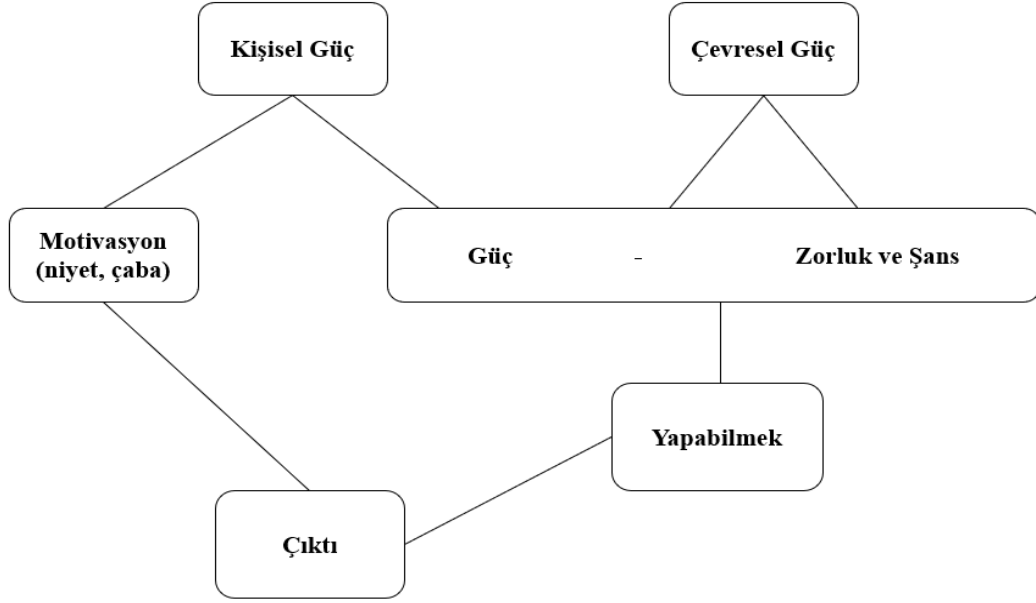 Kişisel Güç
Çevresel Güç
Motivasyon
(niyet, çaba)
Güç - Zorluk ve Şans
Yapabilmek
Çıktı